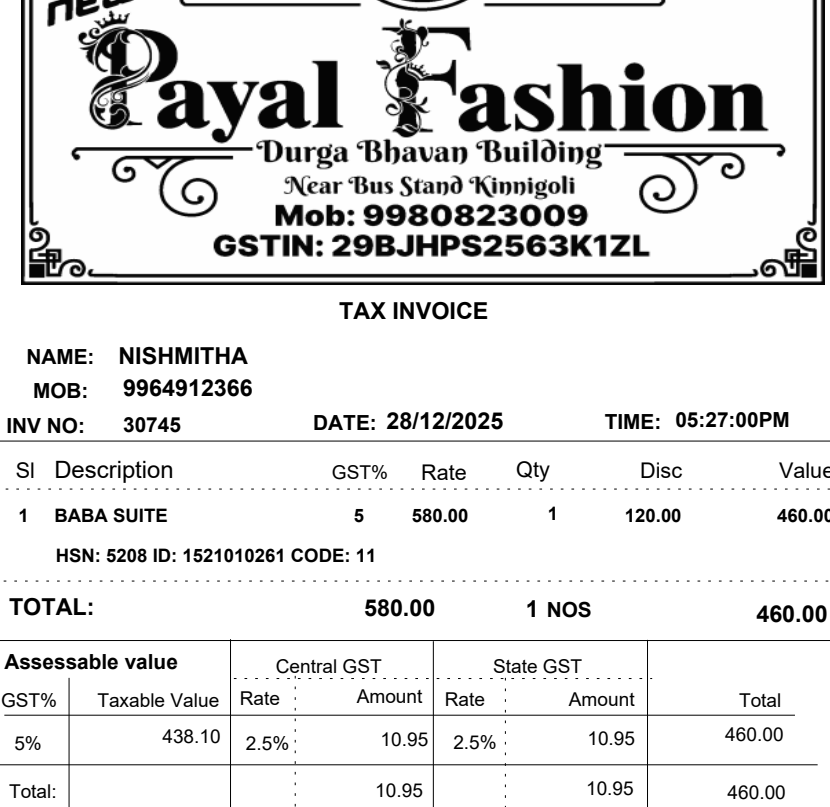 new
Payal Fashion
Durga Bhavan Building
Near Bus Stand Kinnigoli
Mob: 9980823009
GSTIN: 29BJHPS2563K1ZL
TAX INVOICE
NAME: NISHMITHA
MOB: 9964912366
INV NO: 30745 DATE: 28/12/2025 TIME: 05:27:00PM
Sl Description GST% Rate Qty Disc Value
1 BABA SUITE 5 580.00 1 120.00 460.00
HSN: 5208 ID: 1521010261 CODE: 11
TOTAL: 580.00 1 NOS 460.00
Assessable value Central GST State GST
GST% Taxable Value Rate Amount Rate Amount Total
5% 438.10 2.5% 10.95 2.5% 10.95 460.00
Total: 10.95 10.95 460.00